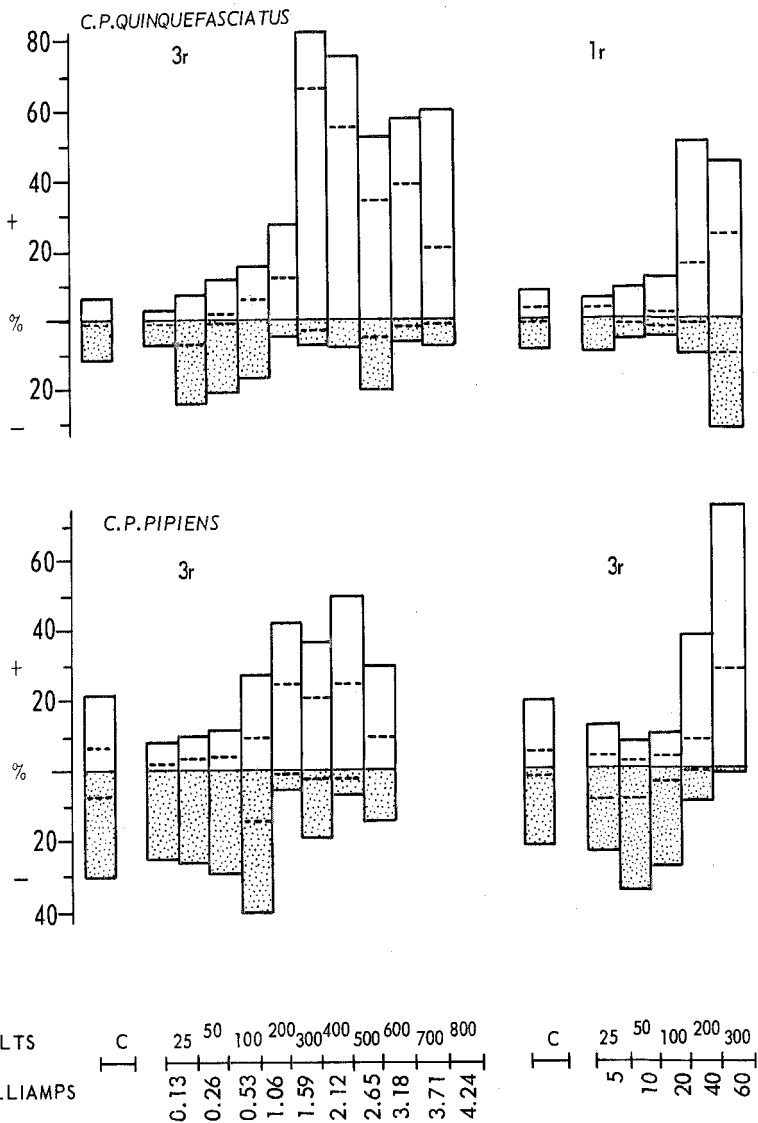 C.P.QUINQUEFASCIATUS
3r
1r
80
60
40
+
20
%
20
–
C.P.PIPIENS
3r
3r
60
40
+
20
%
20
–
40
LTS C 25 50 100 200 300 400 500 600 700 800 C 25 50 100 200 300
LLIAMPS 0.13 0.26 0.53 1.06 1.59 2.12 2.65 3.18 3.71 4.24 5 10 20 40 60